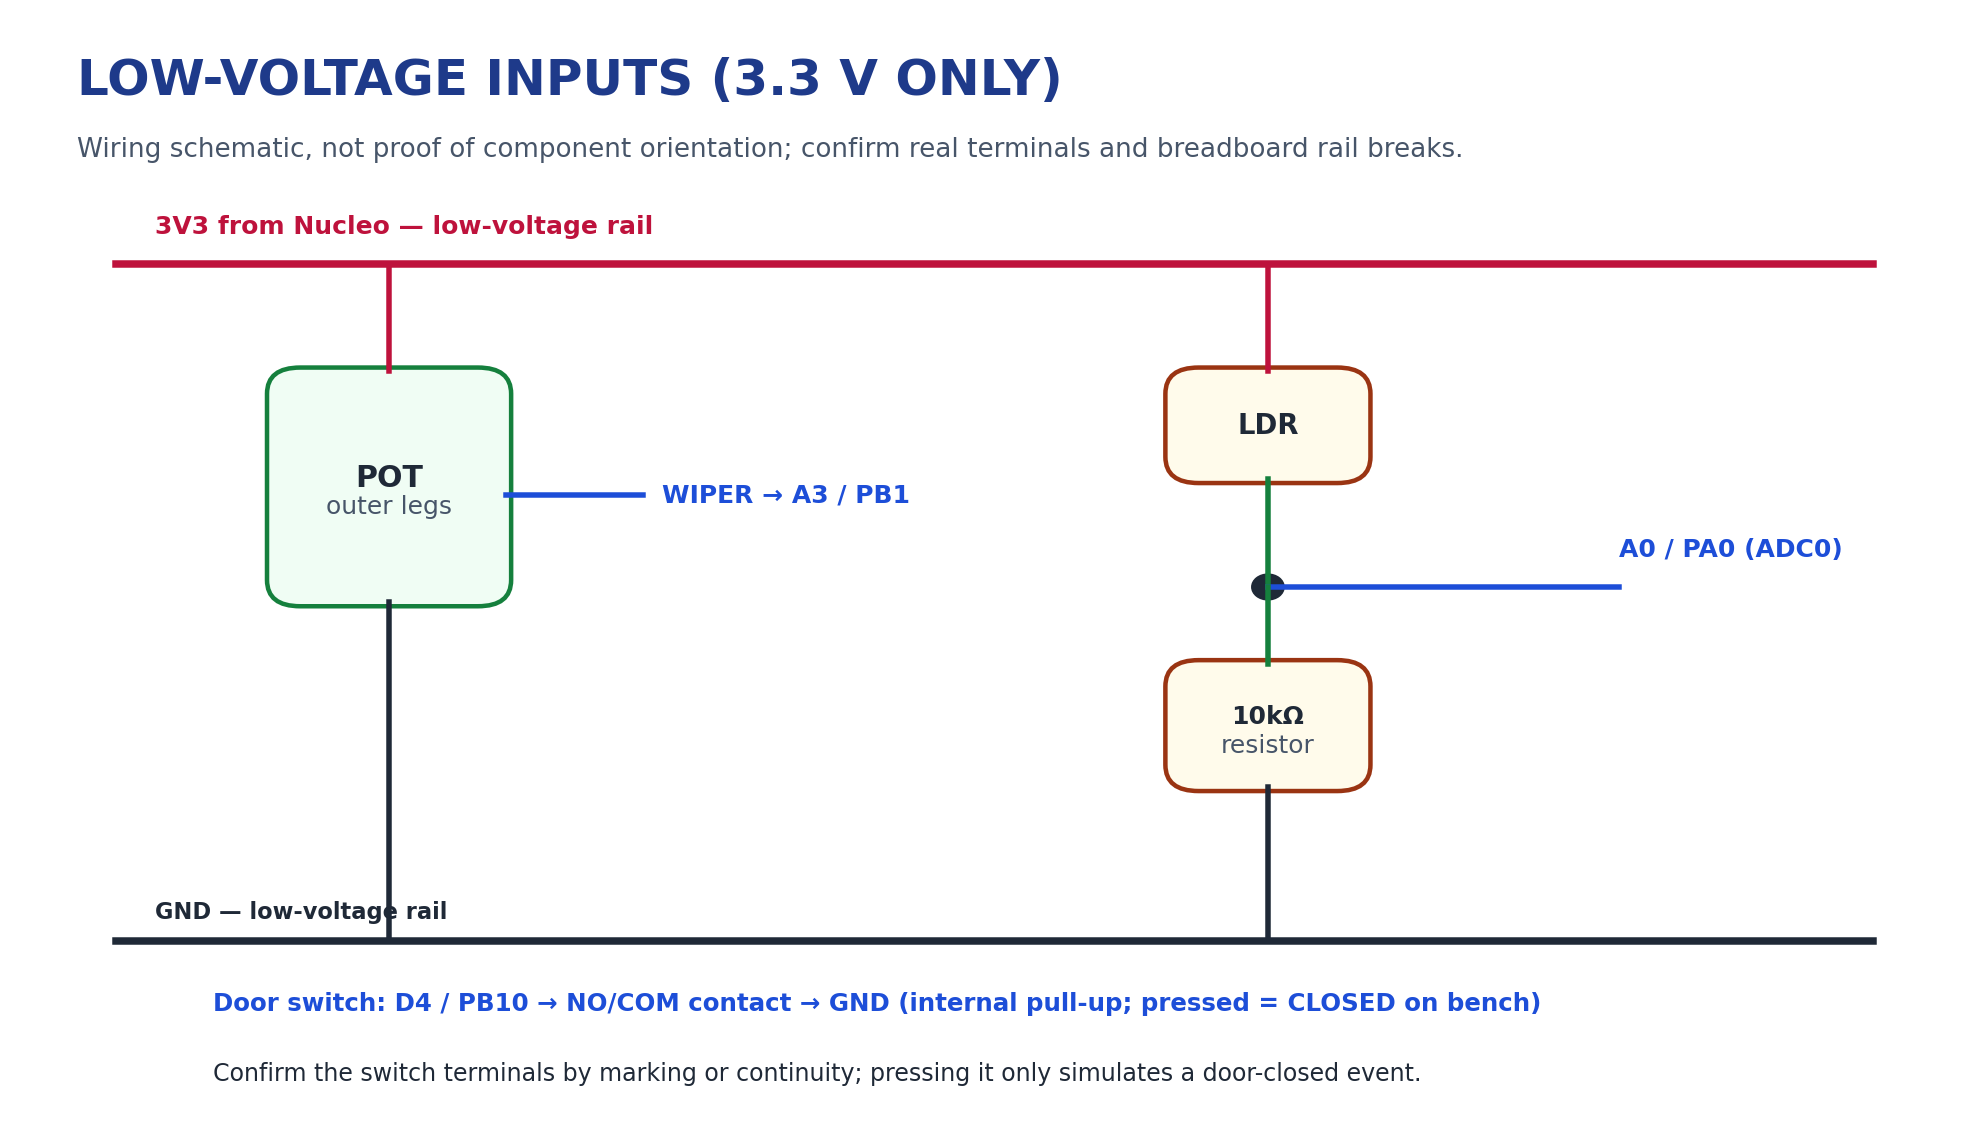 LOW-VOLTAGE INPUTS (3.3 V ONLY)
Wiring schematic, not proof of component orientation; confirm real terminals and breadboard rail breaks.
3V3 from Nucleo — low-voltage rail
POT
outer legs
WIPER → A3 / PB1
LDR
A0 / PA0 (ADC0)
10kΩ
resistor
GND — low-voltage rail
Door switch: D4 / PB10 → NO/COM contact → GND (internal pull-up; pressed = CLOSED on bench)
Confirm the switch terminals by marking or continuity; pressing it only simulates a door-closed event.